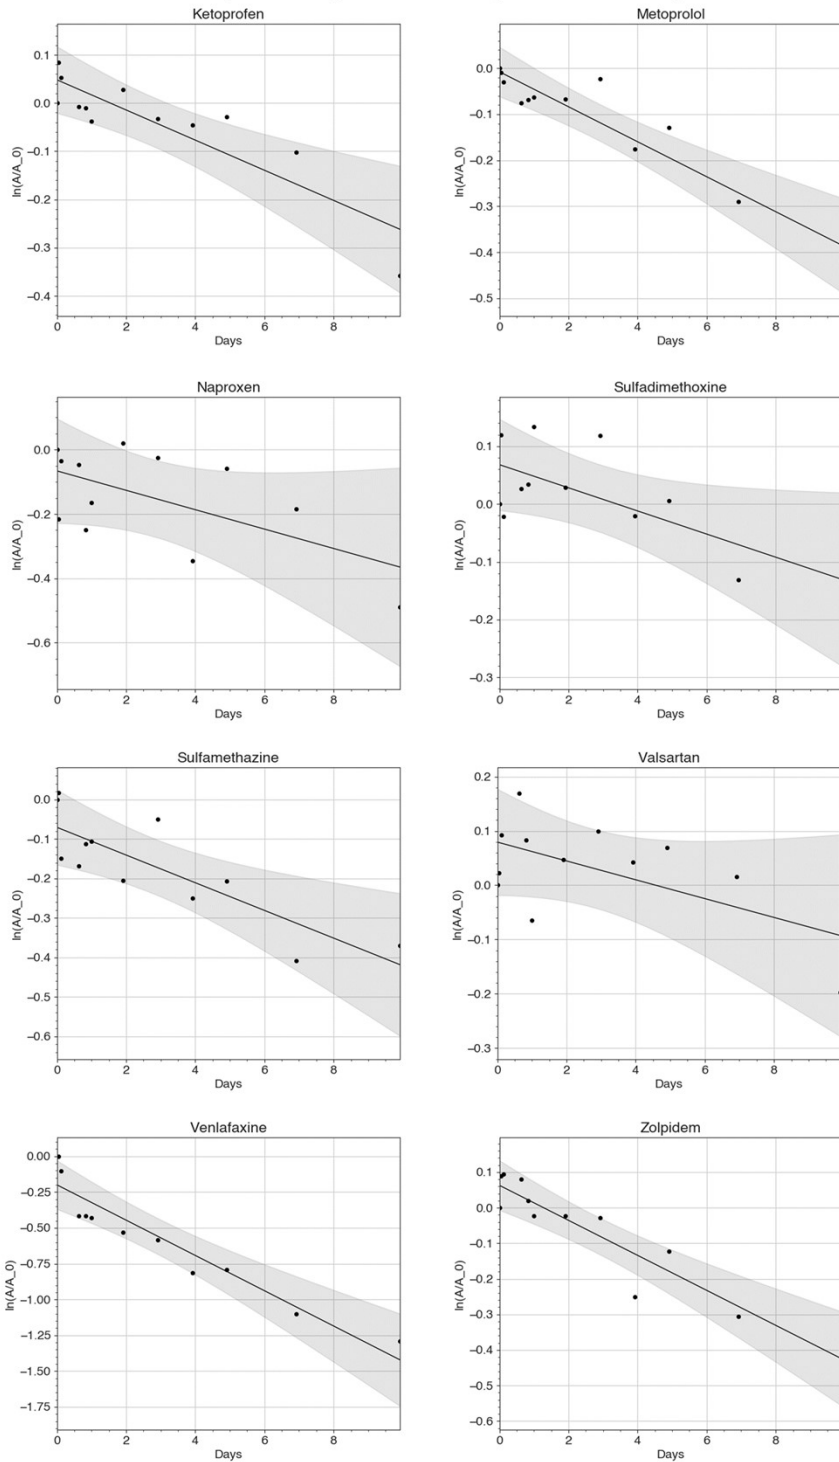 Ketoprofen
0.1
0.0
−0.1
−0.2
−0.3
−0.4
ln(A/A_0)
0 2 4 6 8
Days
Metoprolol
0.0
−0.1
−0.2
−0.3
−0.4
−0.5
ln(A/A_0)
0 2 4 6 8
Days
Naproxen
0.0
−0.2
−0.4
−0.6
ln(A/A_0)
0 2 4 6 8
Days
Sulfadimethoxine
0.1
0.0
−0.1
−0.2
−0.3
ln(A/A_0)
0 2 4 6 8
Days
Sulfamethazine
0.0
−0.1
−0.2
−0.3
−0.4
−0.5
−0.6
ln(A/A_0)
0 2 4 6 8
Days
Valsartan
0.2
0.1
0.0
−0.1
−0.2
−0.3
ln(A/A_0)
0 2 4 6 8
Days
Venlafaxine
0.00
−0.25
−0.50
−0.75
−1.00
−1.25
−1.50
−1.75
ln(A/A_0)
0 2 4 6 8
Days
Zolpidem
0.1
0.0
−0.1
−0.2
−0.3
−0.4
−0.5
−0.6
ln(A/A_0)
0 2 4 6 8
Days